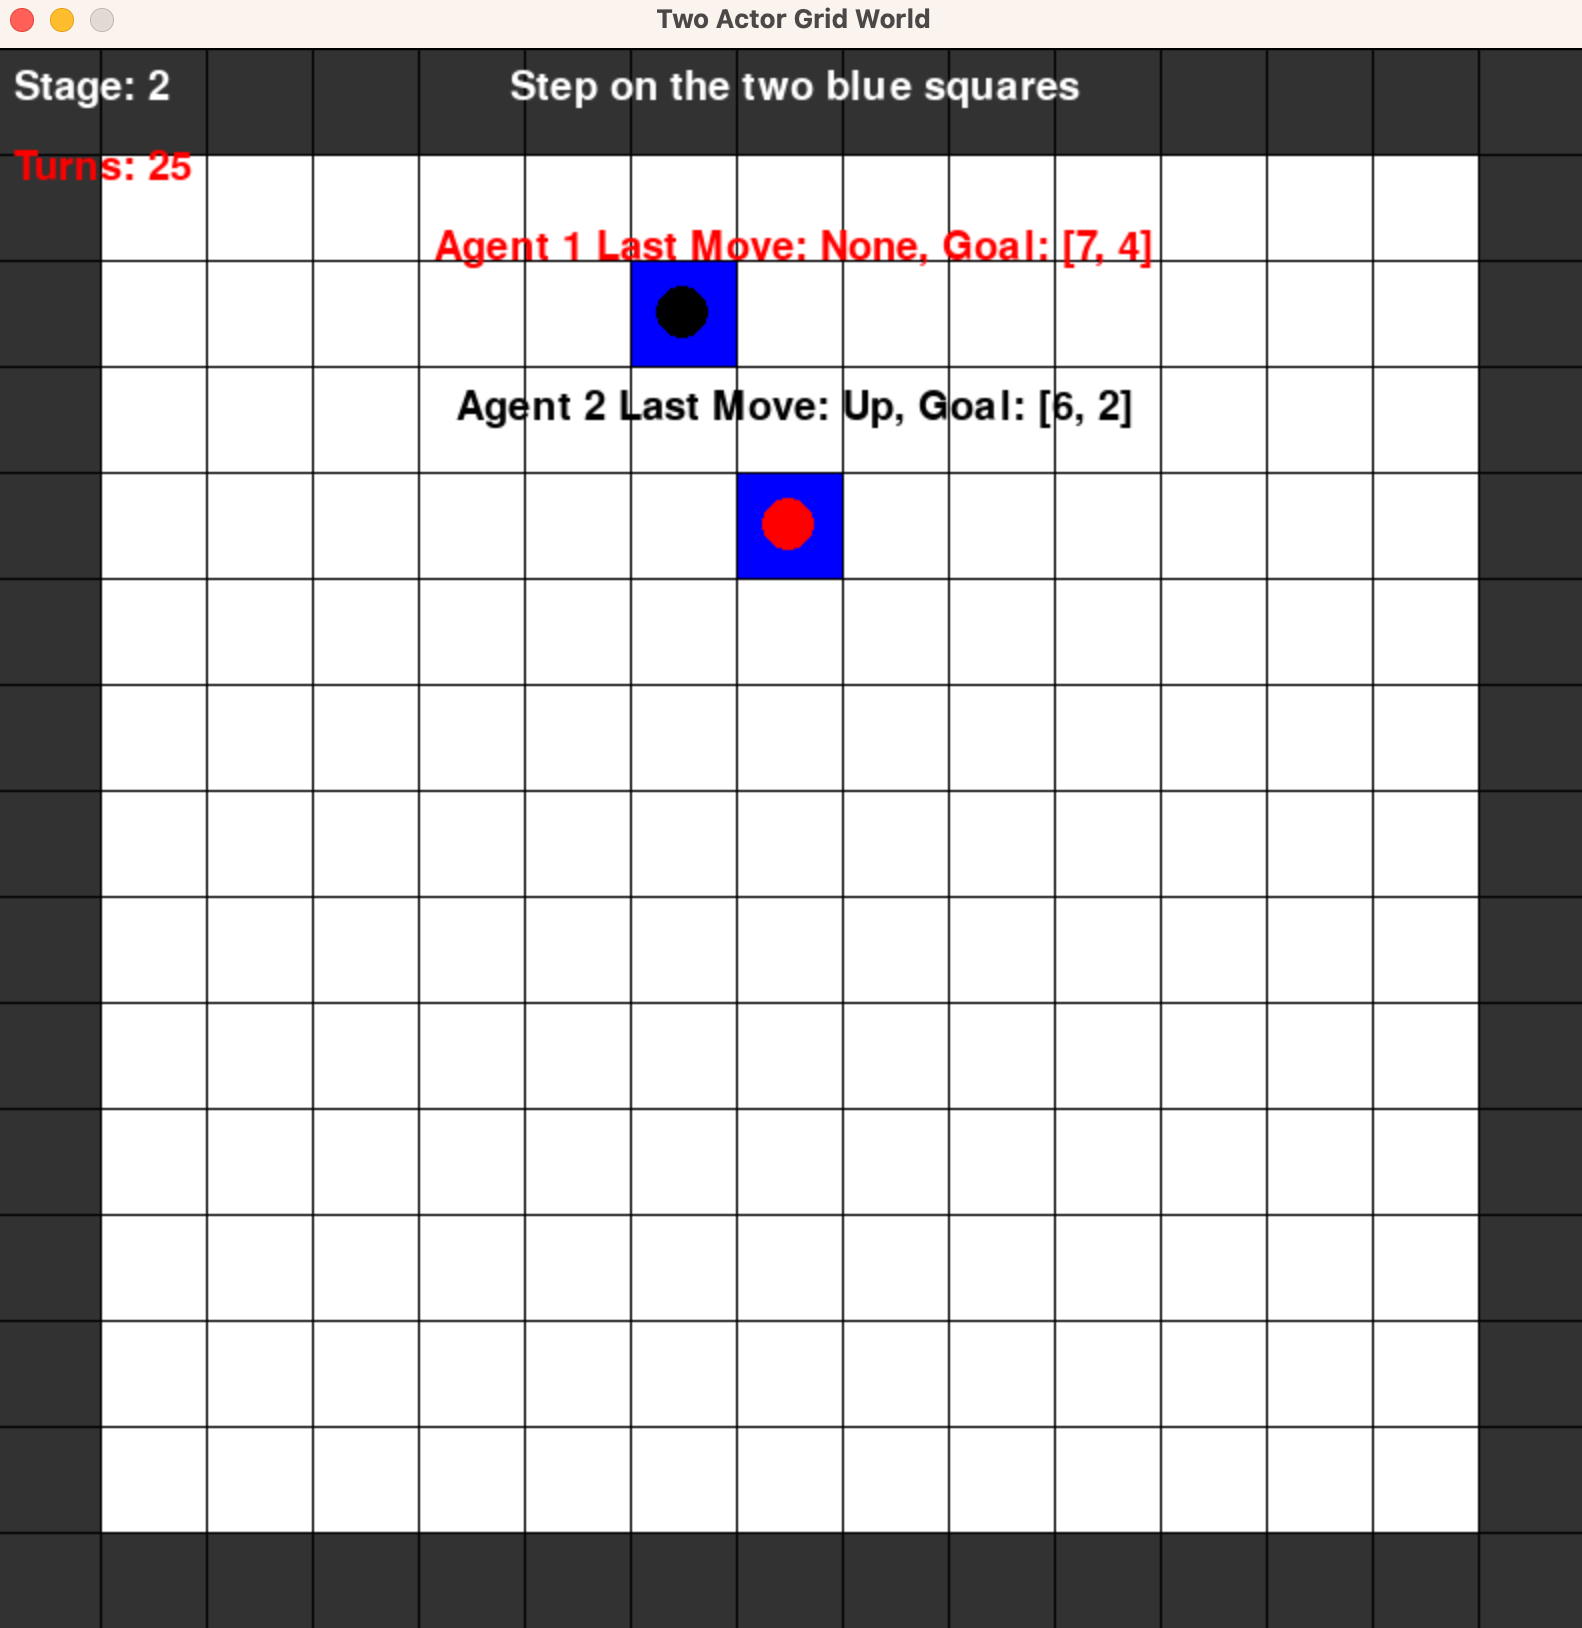 Two Actor Grid World
Stage: 2
Step on the two blue squares
Turns: 25
Agent 1 Last Move: None, Goal: [7, 4]
Agent 2 Last Move: Up, Goal: [6, 2]